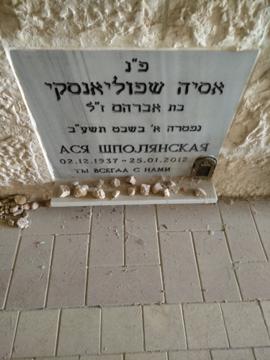 פ"נ
אסיה שפוליאנסקי
בת אברהם ז"ל
נפטרה א' בשבט תשע"ב
АСЯ ШПОЛЯНСКАЯ
02.12.1937 - 25.01.2012
ТЫ ВСЕГДА С НАМИ